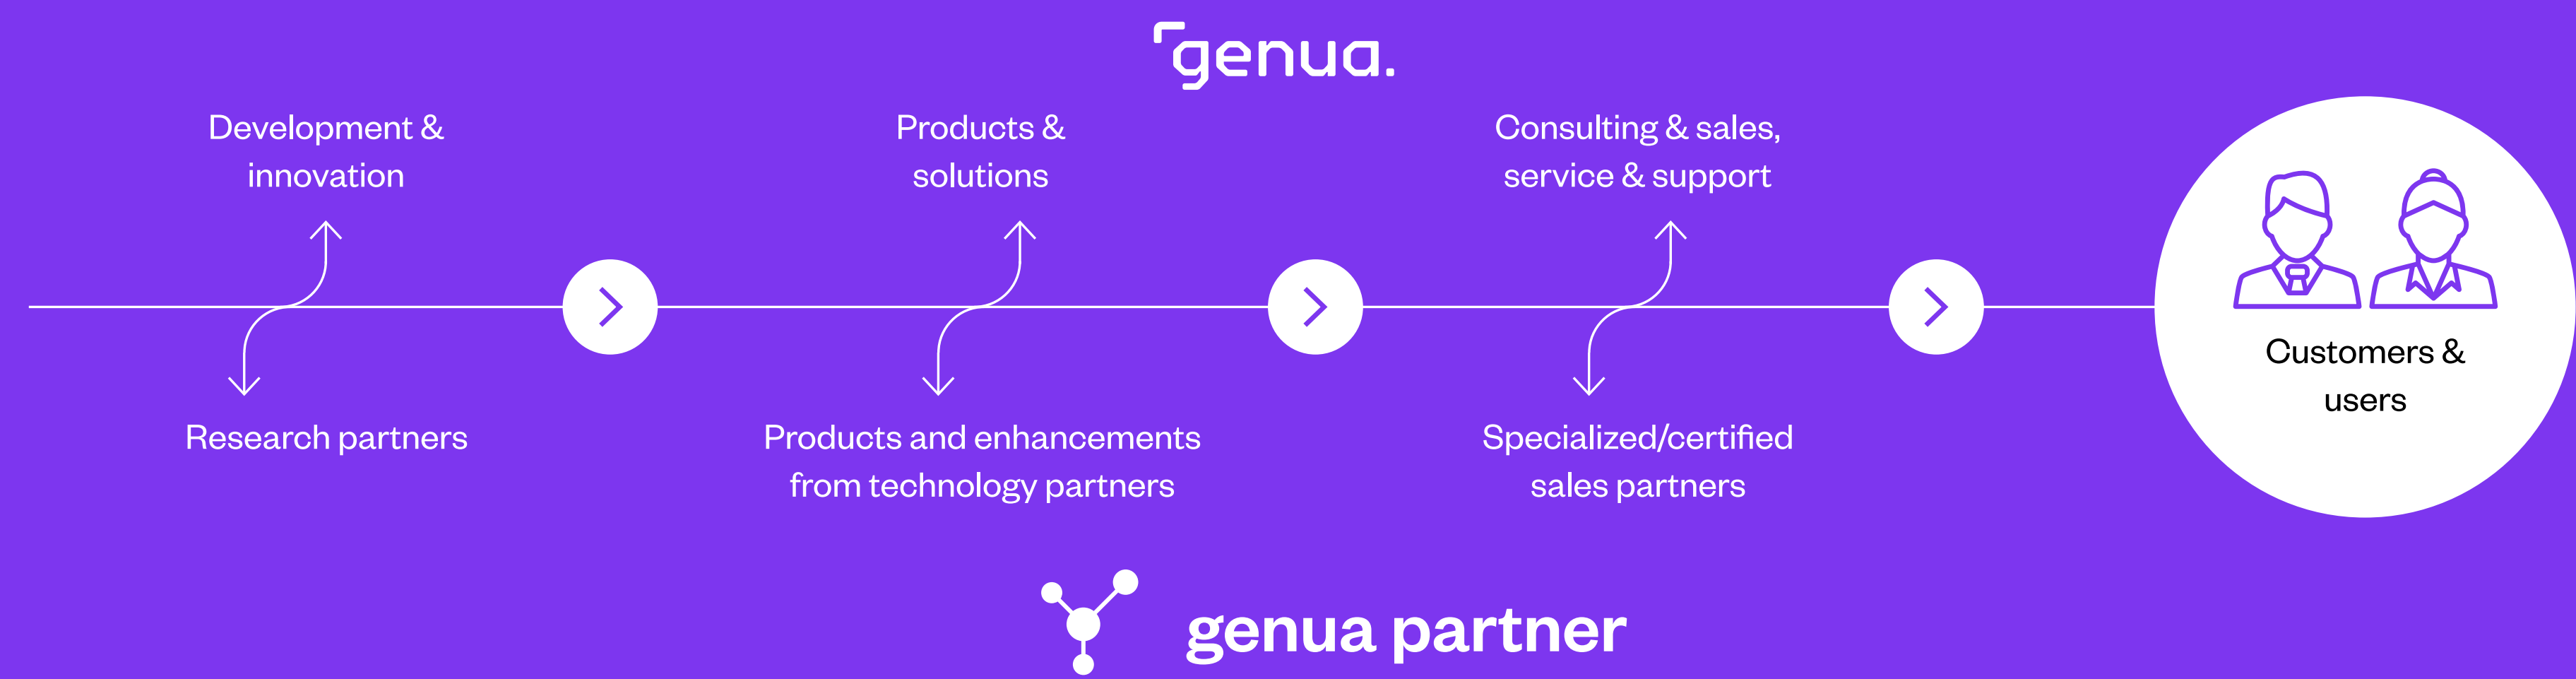 genua.
Development &
innovation
Products &
solutions
Consulting & sales,
service & support
Customers &
users
Research partners
Products and enhancements
from technology partners
Specialized/certified
sales partners
genua partner